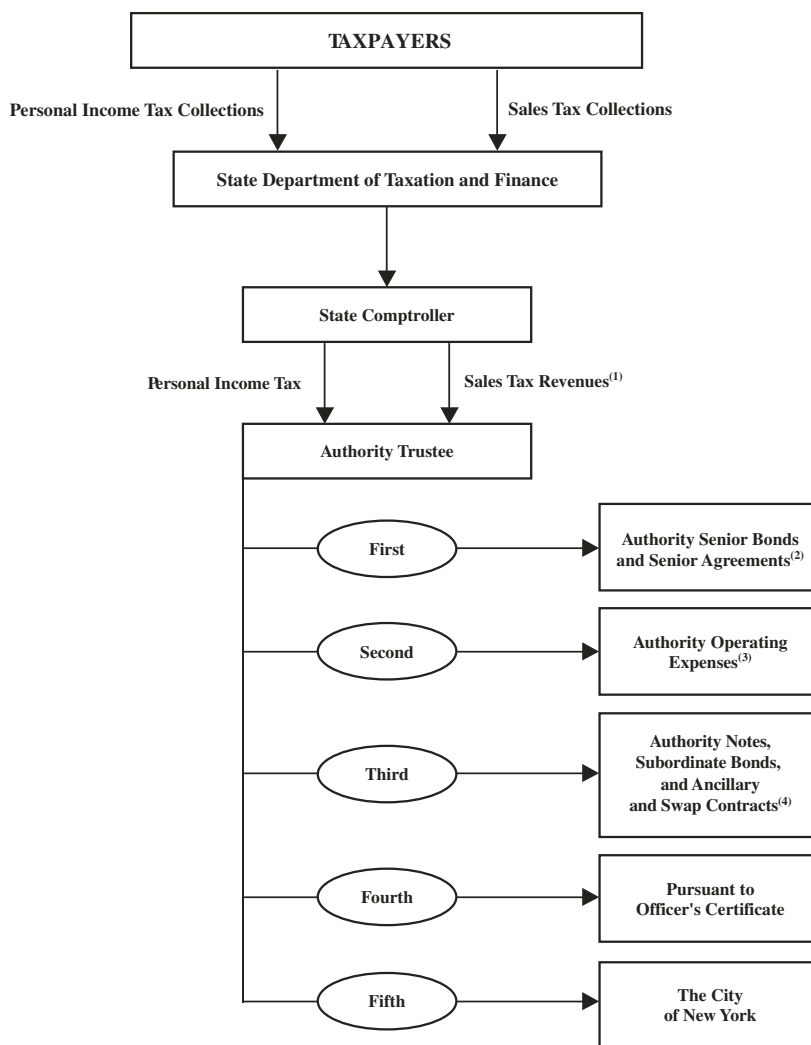 TAXPAYERS
Personal Income Tax Collections
Sales Tax Collections
State Department of Taxation and Finance
State Comptroller
Personal Income Tax
Sales Tax Revenues(1)
Authority Trustee
First
Authority Senior Bonds
and Senior Agreements(2)
Second
Authority Operating
Expenses(3)
Third
Authority Notes,
Subordinate Bonds,
and Ancillary
and Swap Contracts(4)
Fourth
Pursuant to
Officer's Certificate
Fifth
The City
of New York